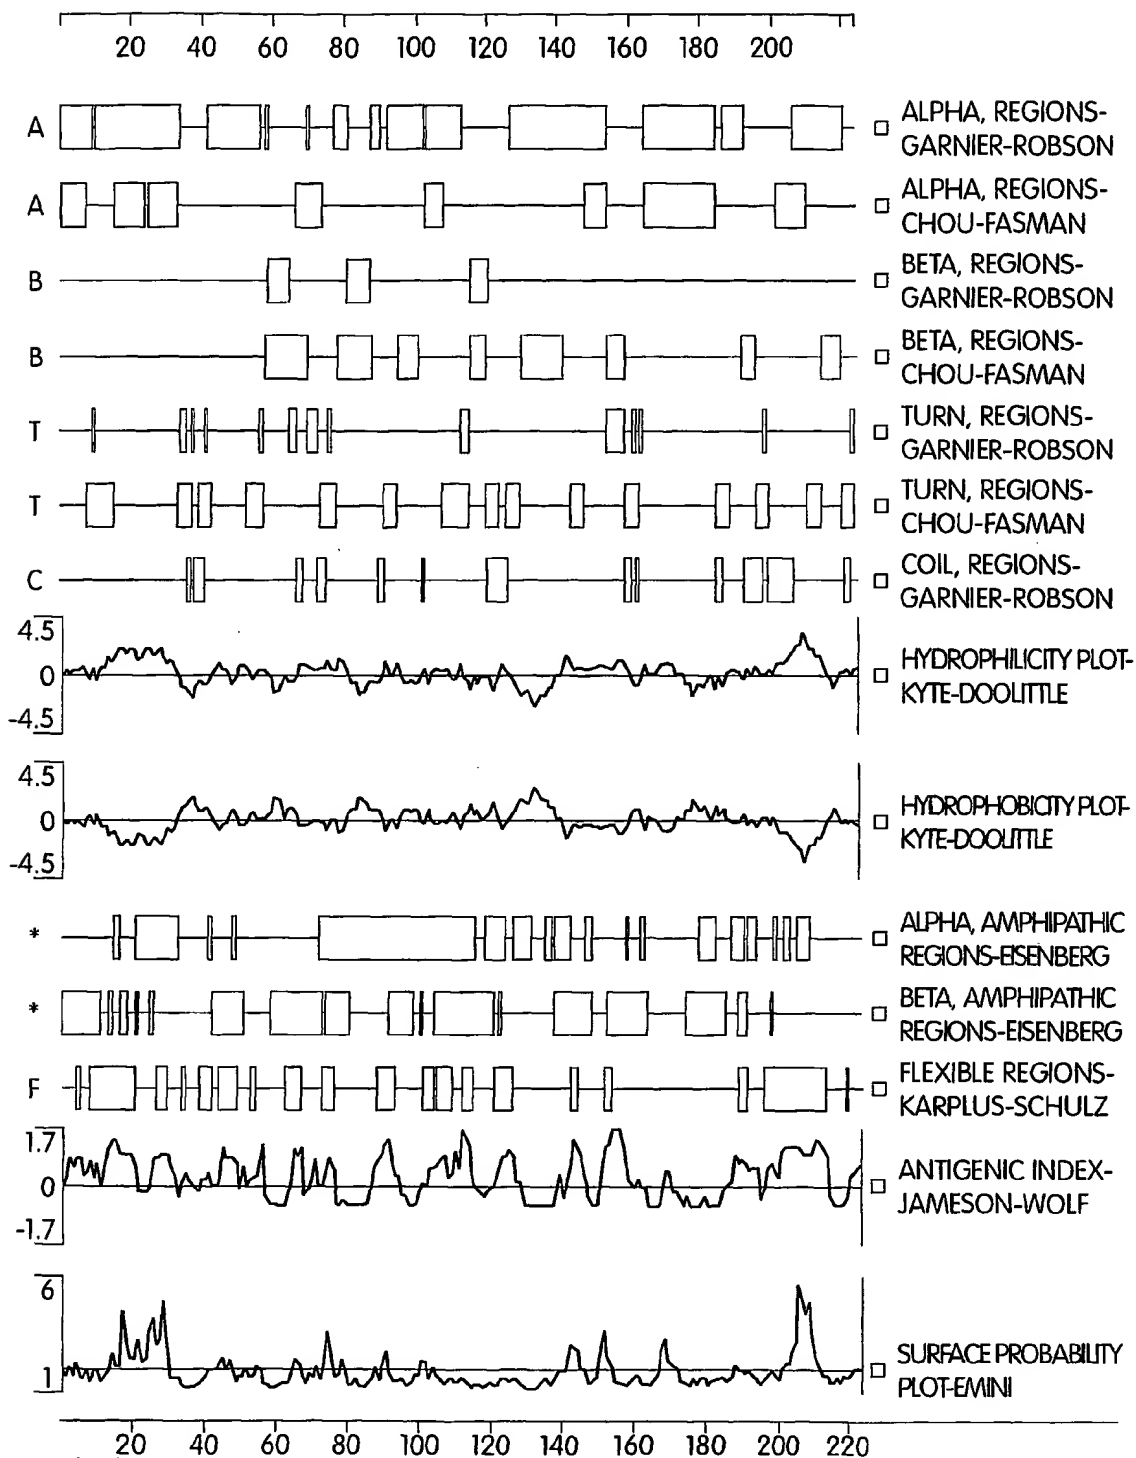 20 40 60 80 100 120 140 160 180 200
A ALPHA, REGIONS-
GARNIER-ROBSON
A ALPHA, REGIONS-
CHOU-FASMAN
B BETA, REGIONS-
GARNIER-ROBSON
B BETA, REGIONS-
CHOU-FASMAN
T TURN, REGIONS-
GARNIER-ROBSON
T TURN, REGIONS-
CHOU-FASMAN
C COIL, REGIONS-
GARNIER-ROBSON
4.5
0 HYDROPHILICITY PLOT-
KYTE-DOOLITTLE
-4.5
4.5
0 HYDROPHOBICITY PLOT-
KYTE-DOOLITTLE
-4.5
* ALPHA, AMPHIPATHIC
REGIONS-EISENBERG
* BETA, AMPHIPATHIC
REGIONS-EISENBERG
F FLEXIBLE REGIONS-
KARPLUS-SCHULZ
1.7
0 ANTIGENIC INDEX-
JAMESON-WOLF
-1.7
6
SURFACE PROBABILITY
1 PLOT-EMINI
20 40 60 80 100 120 140 160 180 200 220